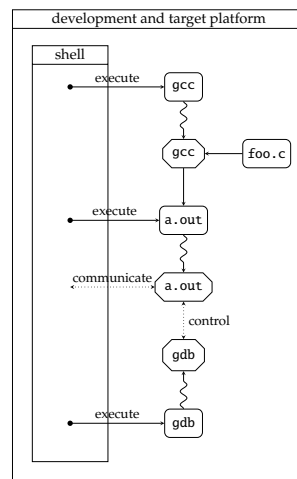 development and target platform
shell
execute
gcc
gcc
foo.c
execute
a.out
communicate
a.out
control
gdb
execute
gdb